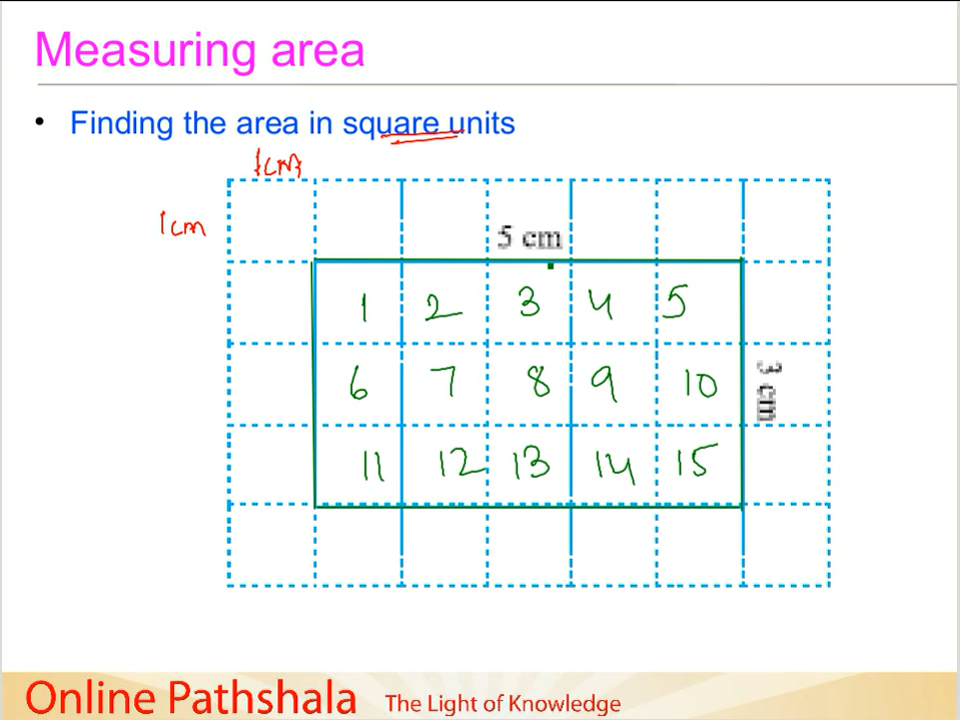 Measuring area
• Finding the area in square units
1cm
1cm
5 cm
1 2 3 4 5
3 cm
6 7 8 9 10
11 12 13 14 15
Online Pathshala The Light of Knowledge